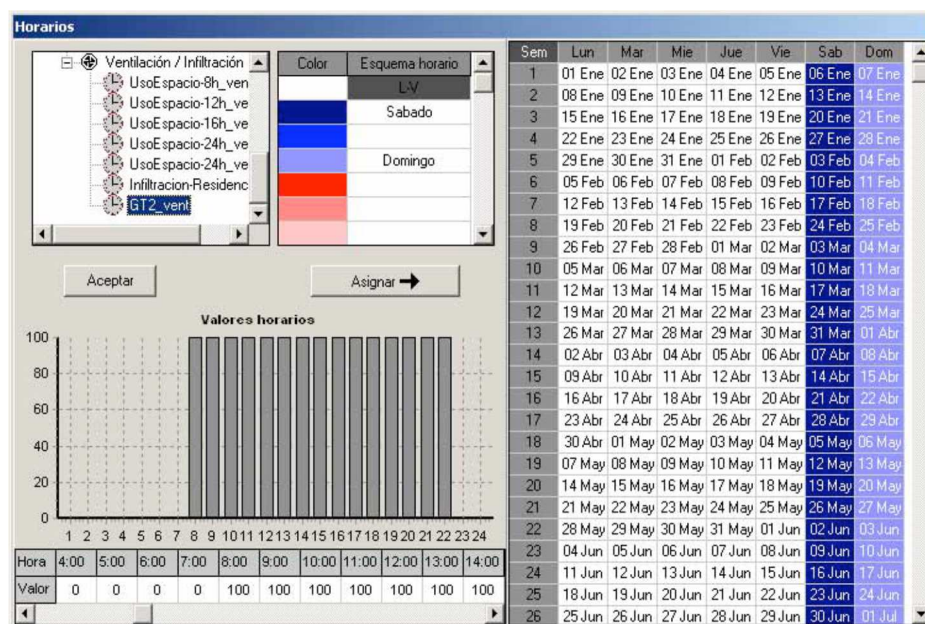 Horarios
Ventilación / Infiltración
UsoEspacio-8h_ven
UsoEspacio-12h_ve
UsoEspacio-16h_ve
UsoEspacio-24h_ve
UsoEspacio-24h_ve
Infiltracion-Residenc
GT2_vent
Color Esquema horario
L-V
Sabado
Domingo
Aceptar
Asignar
Valores horarios
100
80
60
40
20
0
1 2 3 4 5 6 7 8 9 10 11 12 13 14 15 16 17 18 19 20 21 22 23 24
Hora 4:00 5:00 6:00 7:00 8:00 9:00 10:00 11:00 12:00 13:00 14:00
Valor 0 0 0 0 100 100 100 100 100 100 100
Sem Lun Mar Mie Jue Vie Sab Dom
1 01 Ene 02 Ene 03 Ene 04 Ene 05 Ene 06 Ene 07 Ene
2 08 Ene 09 Ene 10 Ene 11 Ene 12 Ene 13 Ene 14 Ene
3 15 Ene 16 Ene 17 Ene 18 Ene 19 Ene 20 Ene 21 Ene
4 22 Ene 23 Ene 24 Ene 25 Ene 26 Ene 27 Ene 28 Ene
5 29 Ene 30 Ene 31 Ene 01 Feb 02 Feb 03 Feb 04 Feb
6 05 Feb 06 Feb 07 Feb 08 Feb 09 Feb 10 Feb 11 Feb
7 12 Feb 13 Feb 14 Feb 15 Feb 16 Feb 17 Feb 18 Feb
8 19 Feb 20 Feb 21 Feb 22 Feb 23 Feb 24 Feb 25 Feb
9 26 Feb 27 Feb 28 Feb 01 Mar 02 Mar 03 Mar 04 Mar
10 05 Mar 06 Mar 07 Mar 08 Mar 09 Mar 10 Mar 11 Mar
11 12 Mar 13 Mar 14 Mar 15 Mar 16 Mar 17 Mar 18 Mar
12 19 Mar 20 Mar 21 Mar 22 Mar 23 Mar 24 Mar 25 Mar
13 26 Mar 27 Mar 28 Mar 29 Mar 30 Mar 31 Mar 01 Abr
14 02 Abr 03 Abr 04 Abr 05 Abr 06 Abr 07 Abr 08 Abr
15 09 Abr 10 Abr 11 Abr 12 Abr 13 Abr 14 Abr 15 Abr
16 16 Abr 17 Abr 18 Abr 19 Abr 20 Abr 21 Abr 22 Abr
17 23 Abr 24 Abr 25 Abr 26 Abr 27 Abr 28 Abr 29 Abr
18 30 Abr 01 May 02 May 03 May 04 May 05 May 06 May
19 07 May 08 May 09 May 10 May 11 May 12 May 13 May
20 14 May 15 May 16 May 17 May 18 May 19 May 20 May
21 21 May 22 May 23 May 24 May 25 May 26 May 27 May
22 28 May 29 May 30 May 31 May 01 Jun 02 Jun 03 Jun
23 04 Jun 05 Jun 06 Jun 07 Jun 08 Jun 09 Jun 10 Jun
24 11 Jun 12 Jun 13 Jun 14 Jun 15 Jun 16 Jun 17 Jun
25 18 Jun 19 Jun 20 Jun 21 Jun 22 Jun 23 Jun 24 Jun
26 25 Jun 26 Jun 27 Jun 28 Jun 29 Jun 30 Jun 01 Jul